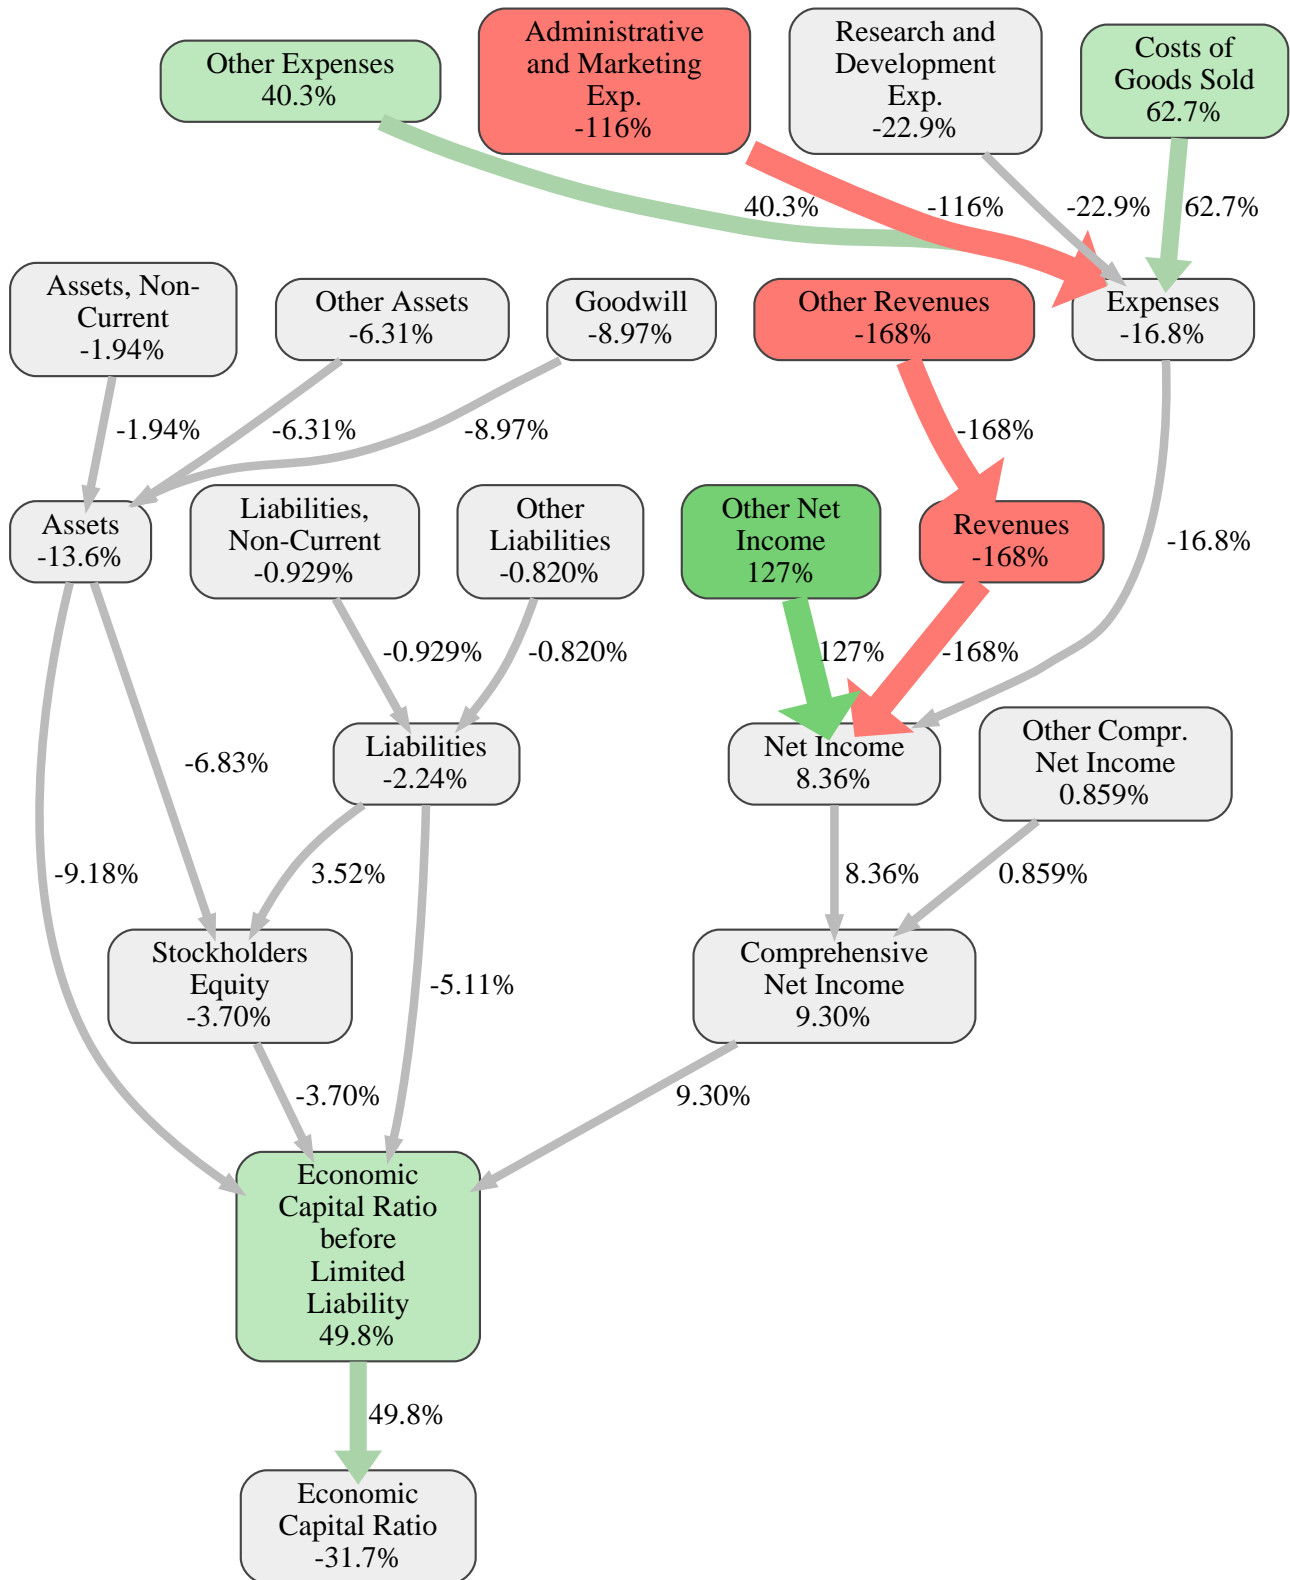 Other Expenses
40.3%
Administrative
and Marketing
Exp.
-116%
Research and
Development
Exp.
-22.9%
Costs of
Goods Sold
62.7%
40.3%
-116%
-22.9%
62.7%
Assets, Non-
Current
-1.94%
Other Assets
-6.31%
Goodwill
-8.97%
Other Revenues
-168%
Expenses
-16.8%
-1.94%
-6.31%
-8.97%
-168%
-16.8%
Assets
-13.6%
Liabilities,
Non-Current
-0.929%
Other
Liabilities
-0.820%
Other Net
Income
127%
Revenues
-168%
-0.929%
-0.820%
127%
-168%
-6.83%
Liabilities
-2.24%
Net Income
8.36%
Other Compr.
Net Income
0.859%
-9.18%
3.52%
-5.11%
8.36%
0.859%
Stockholders
Equity
-3.70%
Comprehensive
Net Income
9.30%
-3.70%
9.30%
Economic
Capital Ratio
before
Limited
Liability
49.8%
49.8%
Economic
Capital Ratio
-31.7%